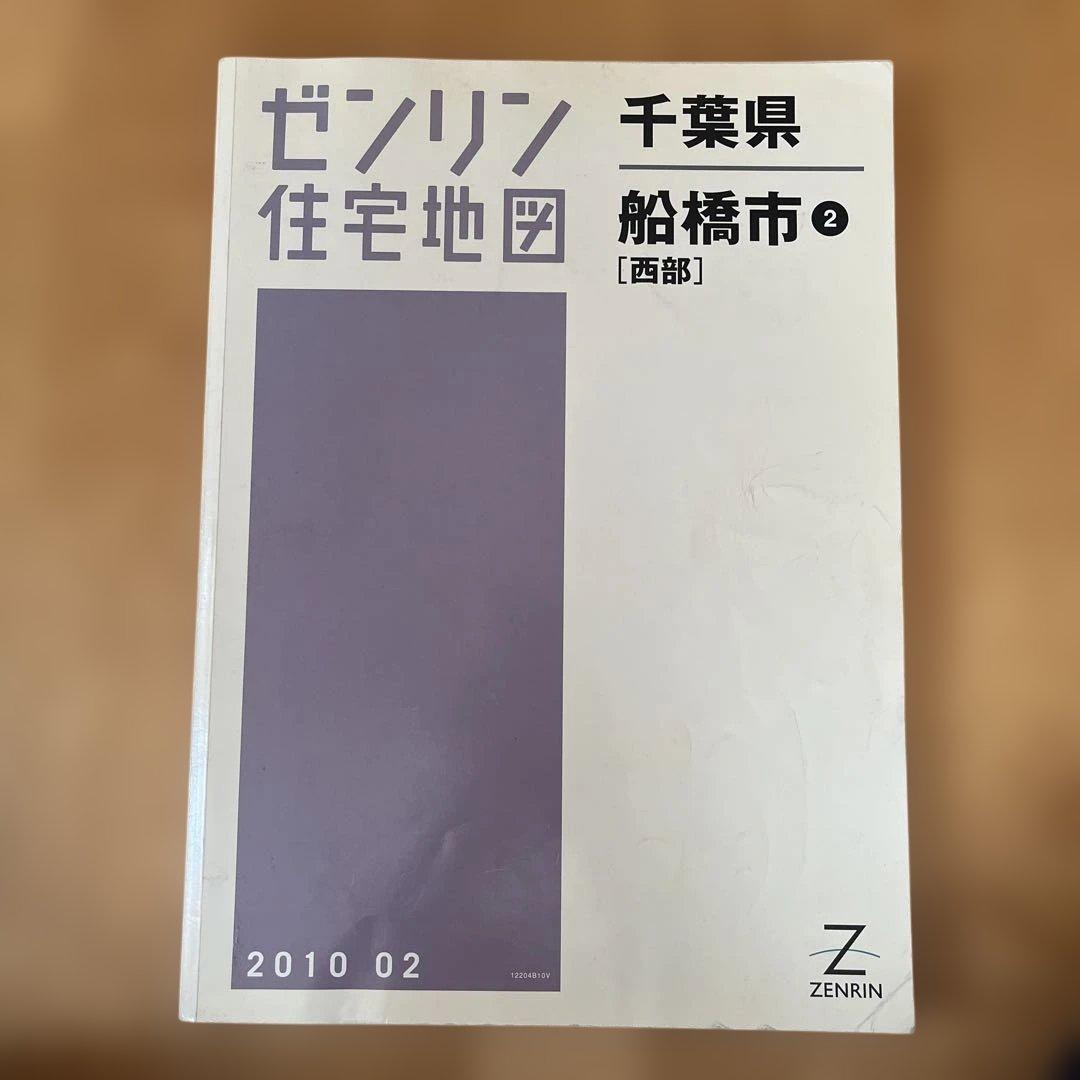 ゼンリン
住宅地図
千葉県
船橋市2
[西部]
2010 02
12204B10V
Z
ZENRIN